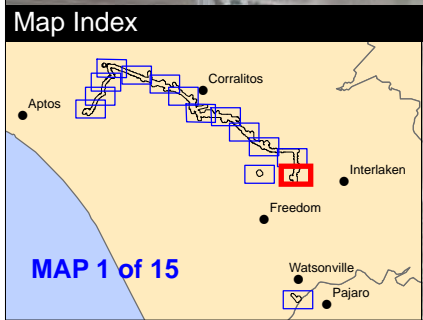 Map Index
Corralitos
Aptos
Interlaken
Freedom
MAP 1 of 15
Watsonville
Pajaro